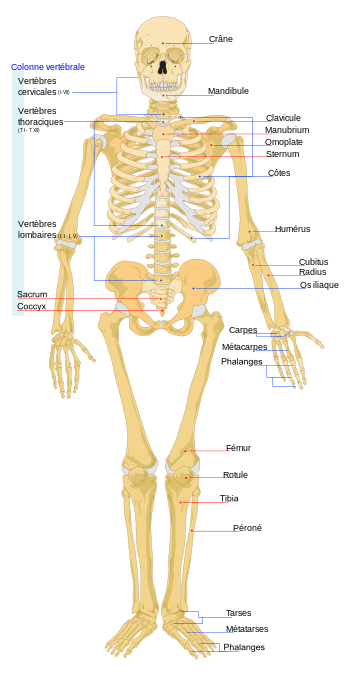 Crâne
Colonne vertébrale
Vertèbres
cervicales (I-VII)
Mandibule
Vertèbres
thoraciques
(T I - T XII)
Clavicule
Manubrium
Omoplate
Sternum
Côtes
Vertèbres
lombaires (L I - L V)
Humérus
Cubitus
Radius
Os iliaque
Sacrum
Coccyx
Carpes
Métacarpes
Phalanges
Fémur
Rotule
Tibia
Péroné
Tarses
Métatarses
Phalanges